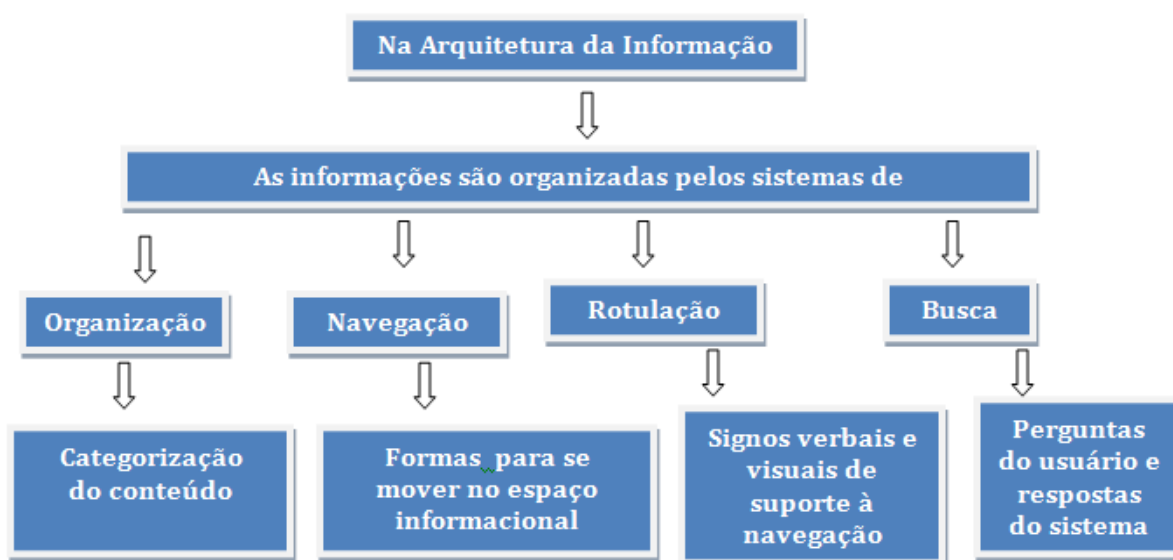 Na Arquitetura da Informação
As informações são organizadas pelos sistemas de
Organização
Navegação
Rotulação
Busca
Categorização
do conteúdo
Formas para se
mover no espaço
informacional
Signos verbais e
visuais de
suporte à
navegação
Perguntas
do usuário e
respostas
do sistema